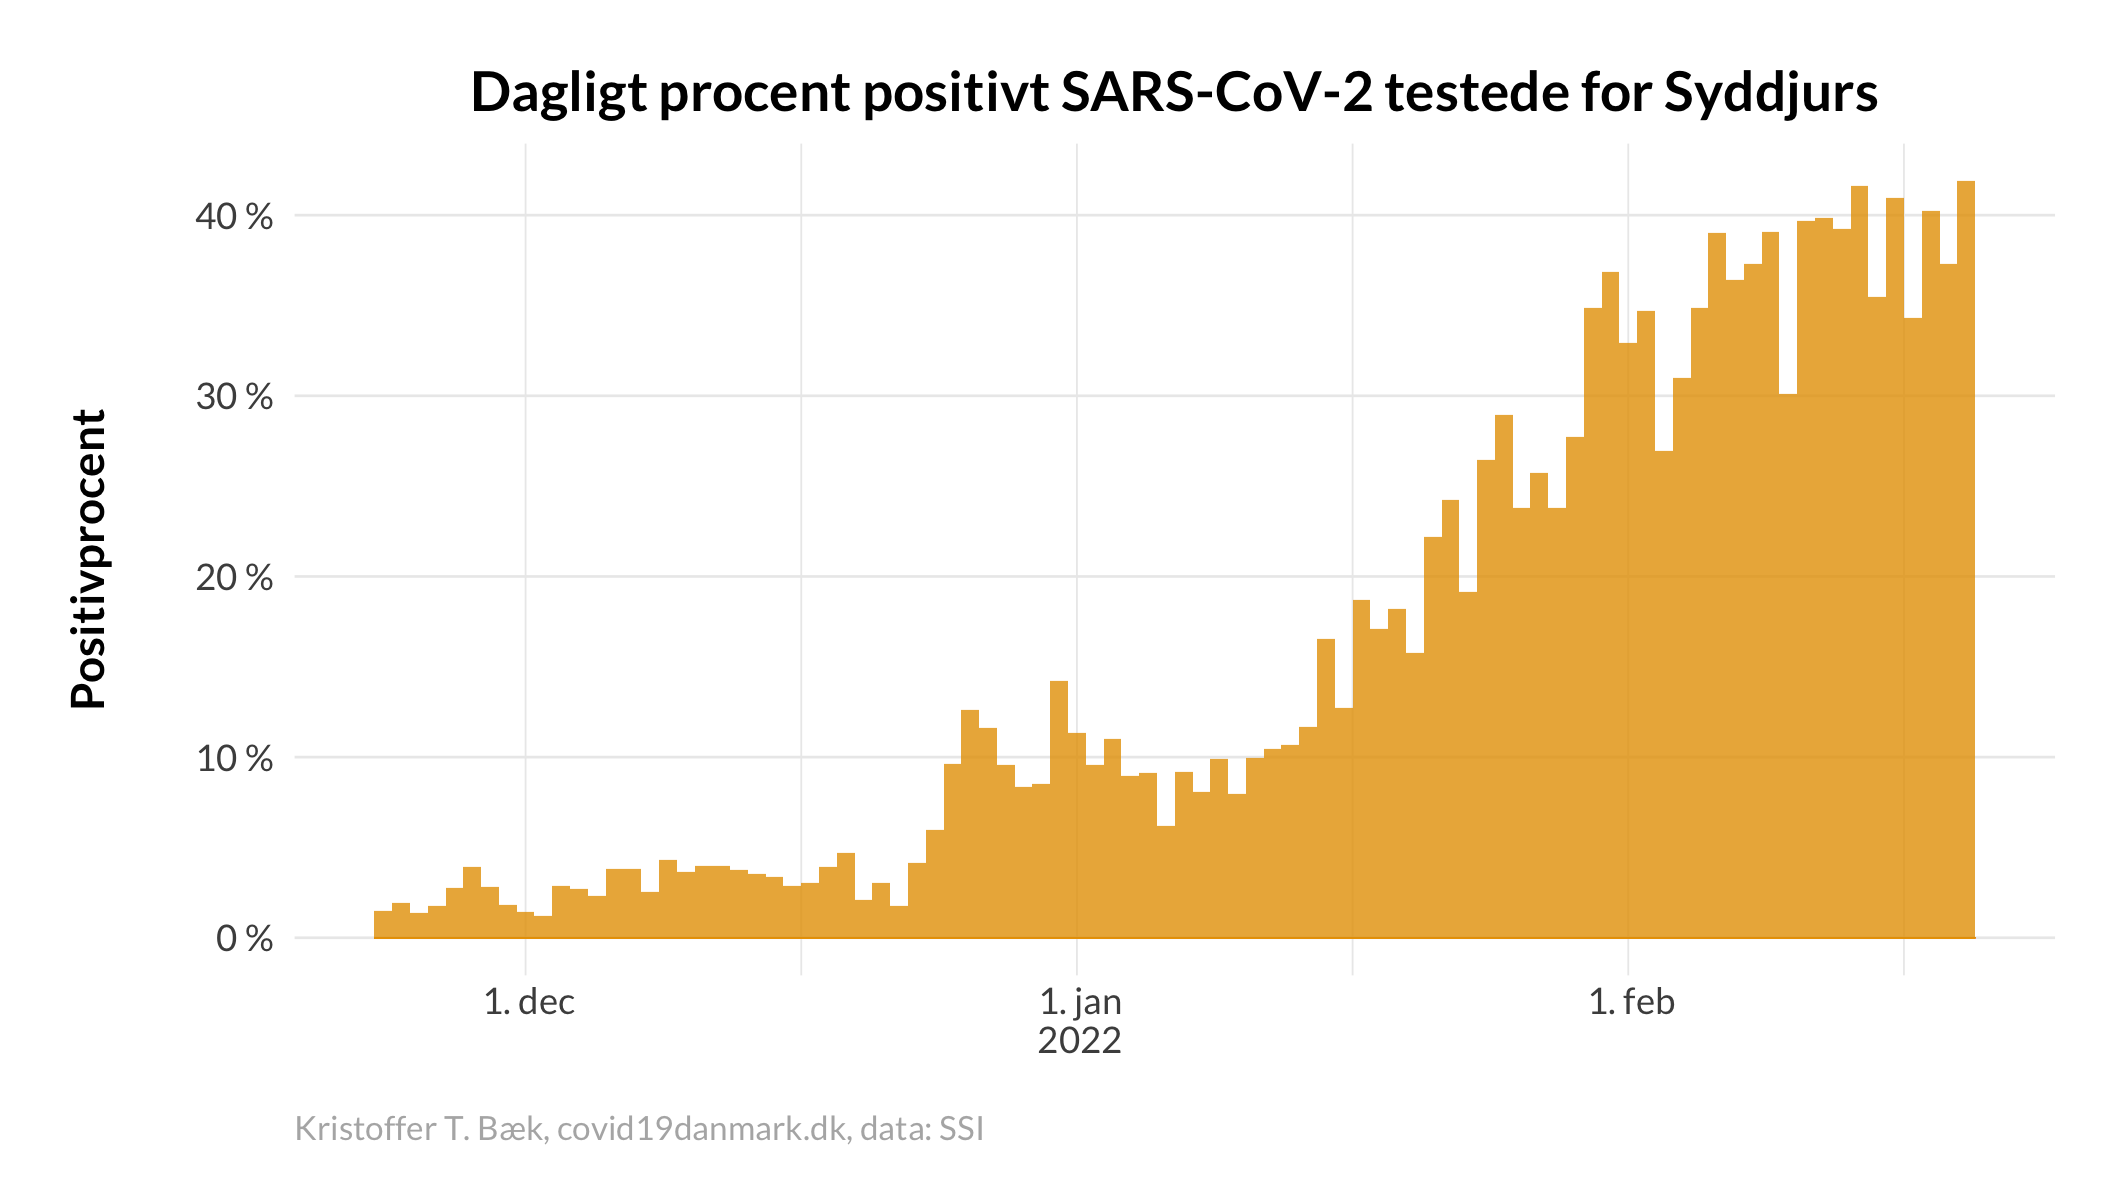 Dagligt procent positivt SARS-CoV-2 testede for Syddjurs
Positivprocent
40 %
30 %
20 %
10 %
0 %
1. dec
1. jan
2022
1. feb
Kristoffer T. Bæk, covid19danmark.dk, data: SSI